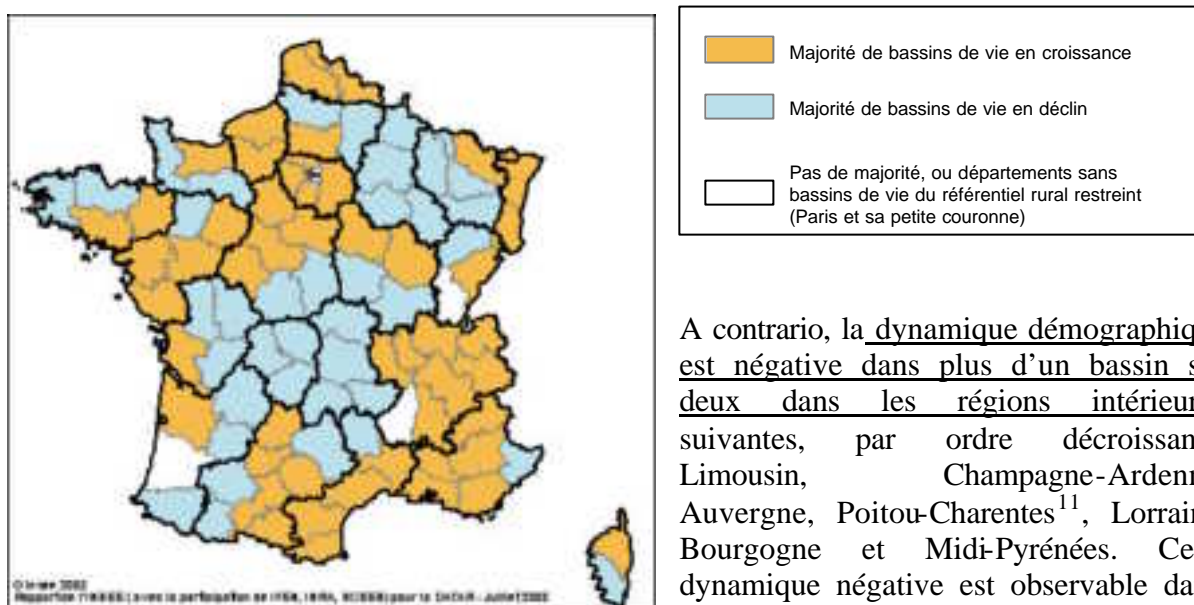 Majorité de bassins de vie en croissance
Majorité de bassins de vie en déclin
Pas de majorité, ou départements sans
bassins de vie du référentiel rural restreint
(Paris et sa petite couronne)
A contrario, la dynamique démographiq
est négative dans plus d’un bassin s
deux dans les régions intérieur
suivantes, par ordre décroissan
Limousin, Champagne-Ardenn
Auvergne, Poitou-Charentes11, Lorrain
Bourgogne et Midi-Pyrénées. Ce
dynamique négative est observable da